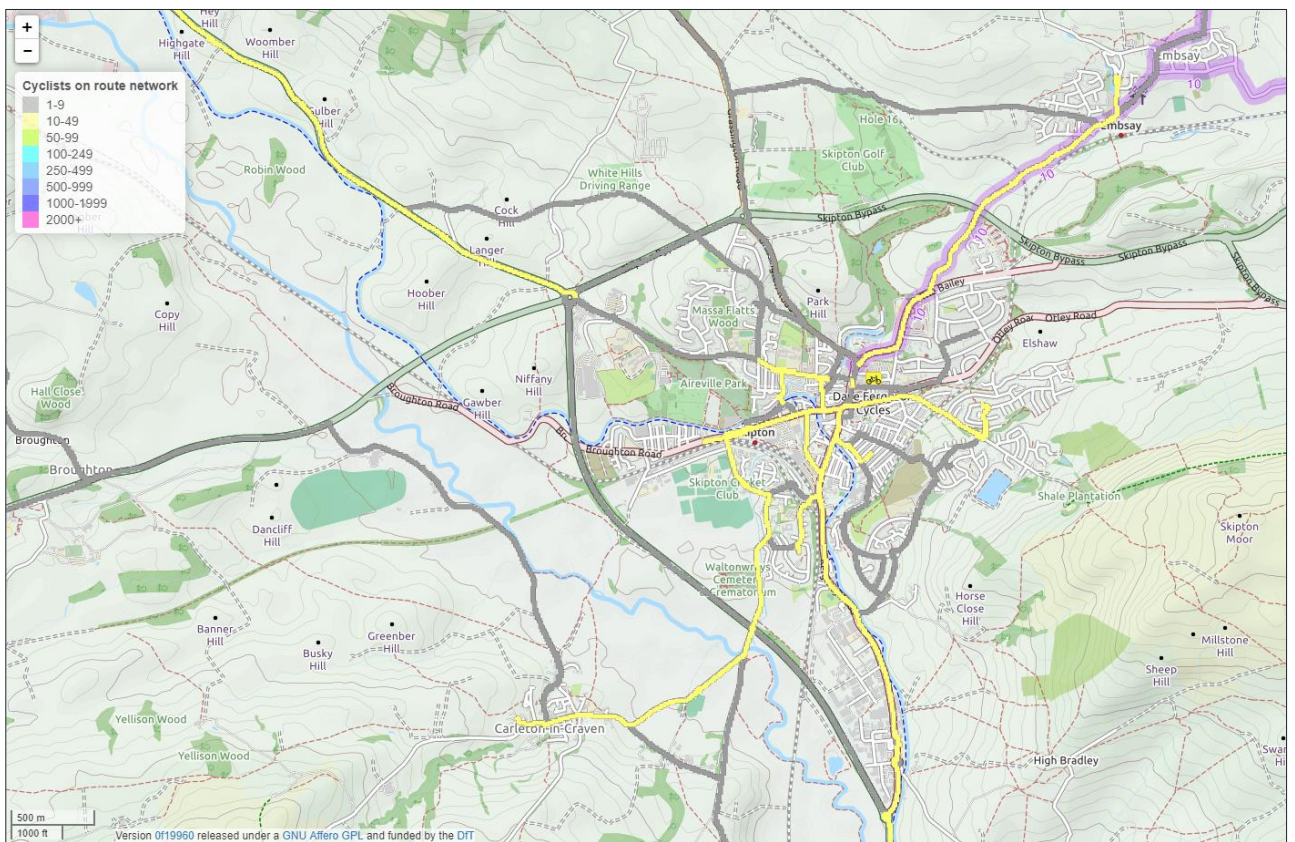 +
−
Cyclists on route network
1-9
10-49
50-99
100-249
250-499
500-999
1000-1999
2000+
Hey
Hill
Highgate
Hill
Woomber
Hill
Hill
Robin Wood
Cock
Hill
Langer
Hoober
Hill
Copy
Hill
Hall Close
Wood
Niffany
Hill
Gawber
Hill
White Hills
Driving Range
Hole 16
Skipton Golf
Club
Grassington Road
Embsay
10
Embsay
10
10
10
Skipton Bypass
Skipton Bypass
Skipton Bypass
Skipton Bypass
Bailey
Otley Road
Otley Road
Elshaw
Park
Hill
Massa Flatts
Wood
Aireville Park
Cycles
Broughton Road
Broughton Road
Broughton
Broughton
Skipton Cricket
Club
Shale Plantation
Skipton
Moor
Dancliff
Hill
Waltonwrays
Cemetery
Crematorium
Horse
Close
Hill
Millstone
Hill
Sheep
Hill
Banner
Hill
Busky
Hill
Greenber
Hill
Yellison Wood
Yellison Wood
Carleton-in-Craven
High Bradley
500 m
1000 ft
Version 0f19960 released under a GNU Affero GPL and funded by the DfT